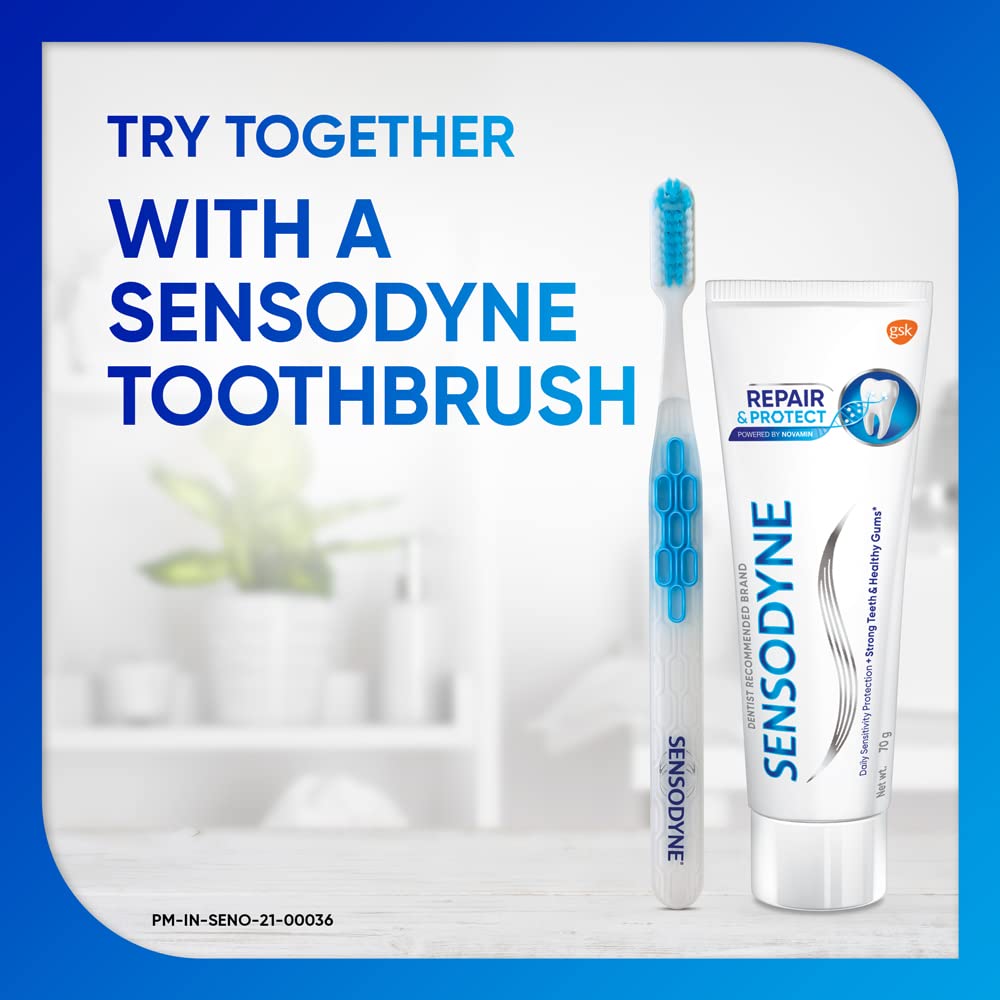 TRY TOGETHER
WITH A
SENSODYNE
TOOTHBRUSH
gsk
REPAIR
& PROTECT
POWERED BY NOVAMIN
DENTIST RECOMMENDED BRAND
SENSODYNE
Daily Sensitivity Protection + Strong Teeth & Healthy Gums*
Net wt. 70 g
SENSODYNE
PM-IN-SENO-21-00036